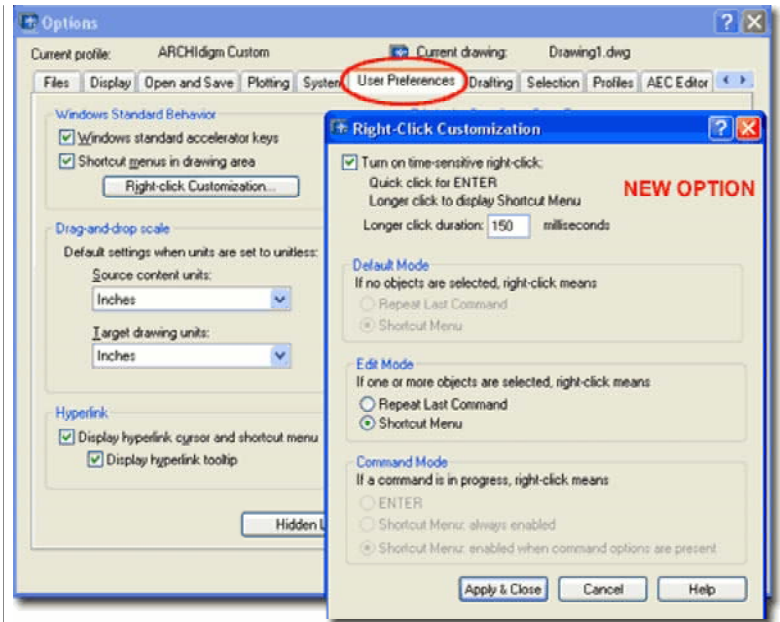 Options
Current profile: ARCHIdigm Custom Current drawing: Drawing1.dwg
Files Display Open and Save Plotting System User Preferences Drafting Selection Profiles AEC Editor
Windows Standard Behavior
Windows standard accelerator keys
Shortcut menus in drawing area
Right-click Customization...
Drag-and-drop scale
Default settings when units are set to unitless:
Source content units:
Inches
Target drawing units:
Inches
Hyperlink
Display hyperlink cursor and shortcut menu
Display hyperlink tooltip
Hidden L
Right-Click Customization
Turn on time-sensitive right-click:
Quick click for ENTER
Longer click to display Shortcut Menu
NEW OPTION
Longer click duration: 150 milliseconds
Default Mode
If no objects are selected, right-click means
Repeat Last Command
Shortcut Menu
Edit Mode
If one or more objects are selected, right-click means
Repeat Last Command
Shortcut Menu
Command Mode
If a command is in progress, right-click means
ENTER
Shortcut Menu: always enabled
Shortcut Menu: enabled when command options are present
Apply & Close Cancel Help